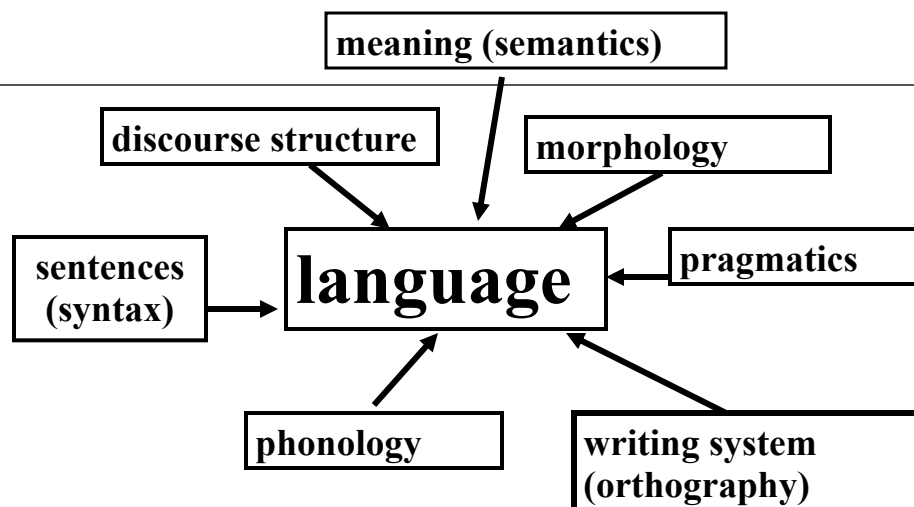 meaning (semantics)
discourse structure
morphology
sentences
(syntax)
language
pragmatics
phonology
writing system
(orthography)